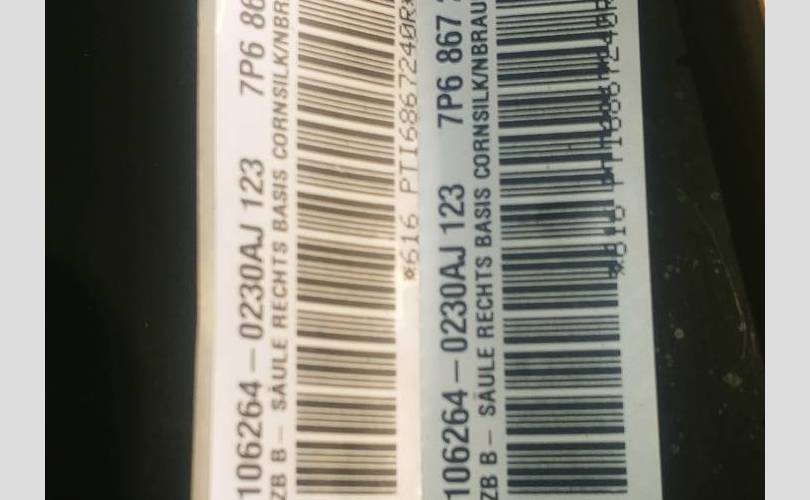 106264-0230AJ 123 7P6 86
ZB B- SÄULE RECHTS BASIS CORNSILK/NBRAU
*616 PTI6867240R*
106264-0230AJ 123 7P6 867
ZB B- SÄULE RECHTS BASIS CORNSILK/NBRAU
*616